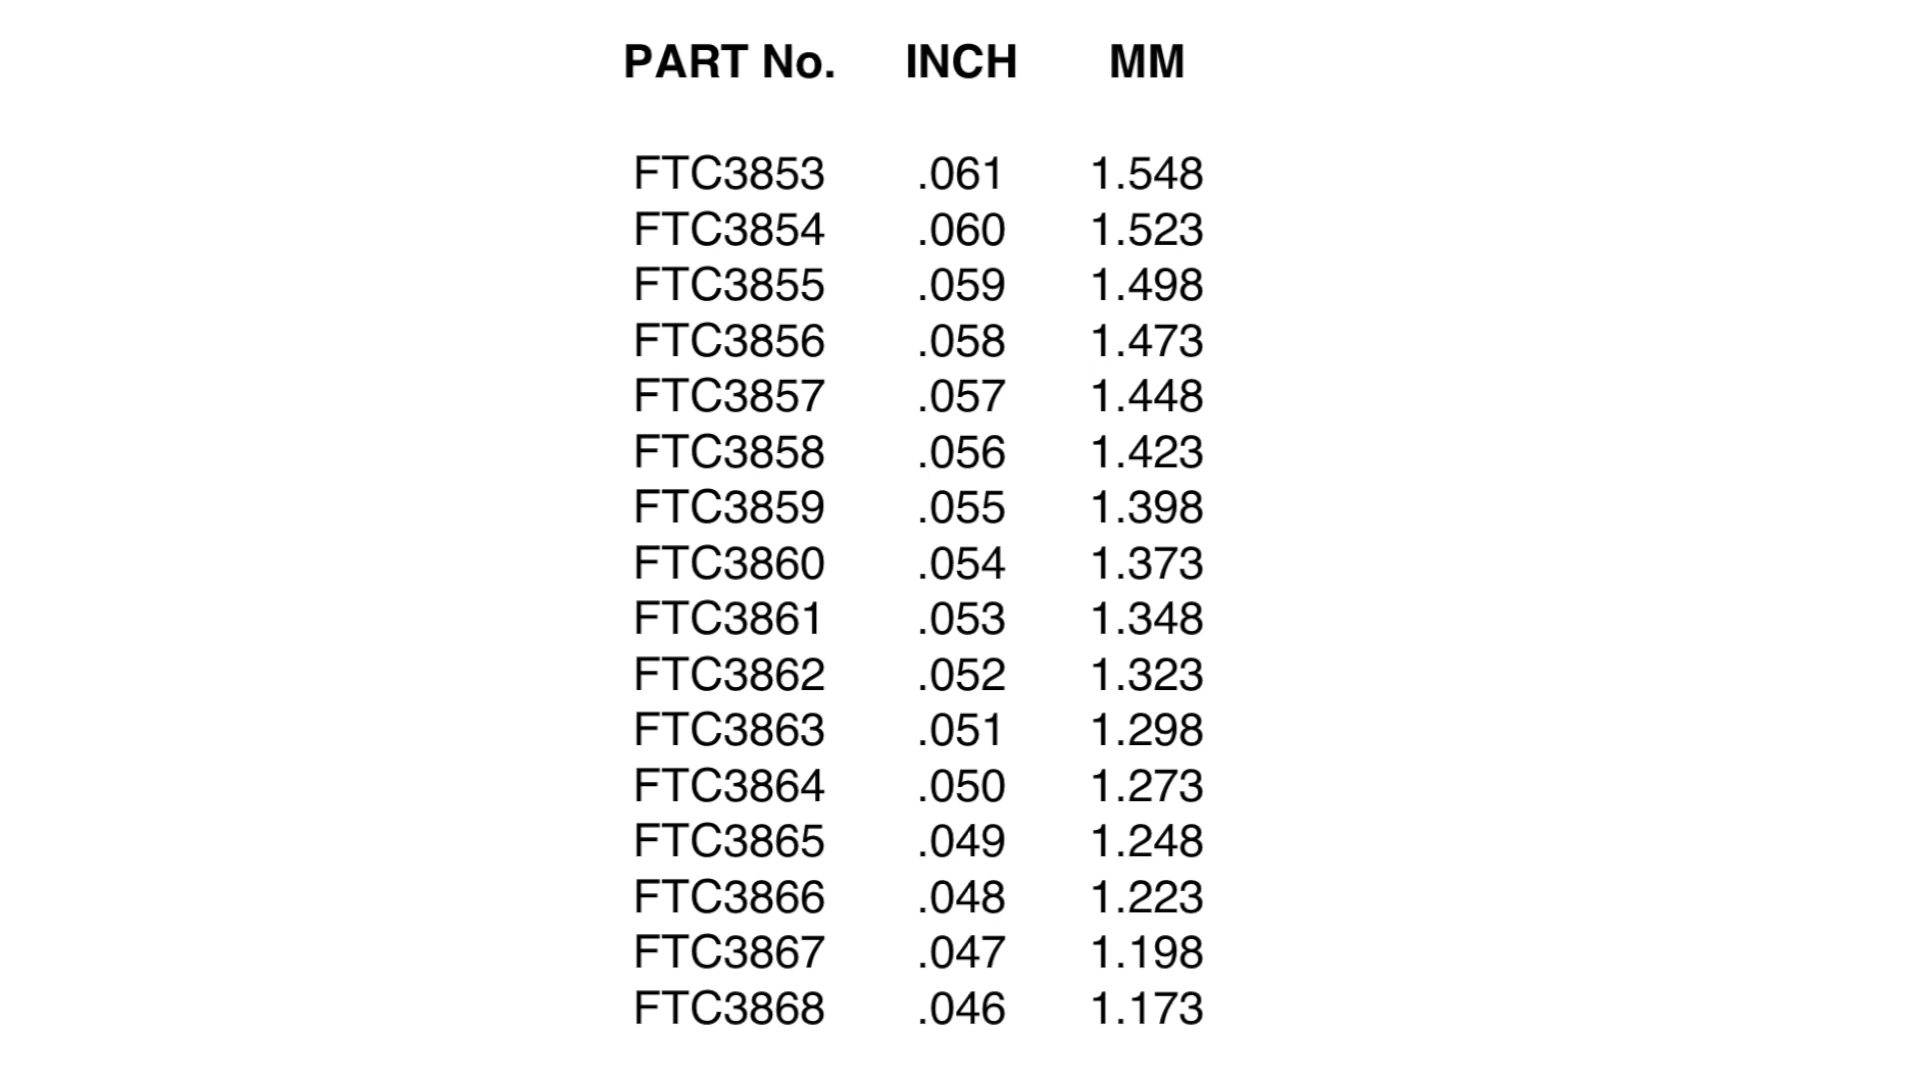 PART No. INCH MM
FTC3853 .061 1.548
FTC3854 .060 1.523
FTC3855 .059 1.498
FTC3856 .058 1.473
FTC3857 .057 1.448
FTC3858 .056 1.423
FTC3859 .055 1.398
FTC3860 .054 1.373
FTC3861 .053 1.348
FTC3862 .052 1.323
FTC3863 .051 1.298
FTC3864 .050 1.273
FTC3865 .049 1.248
FTC3866 .048 1.223
FTC3867 .047 1.198
FTC3868 .046 1.173